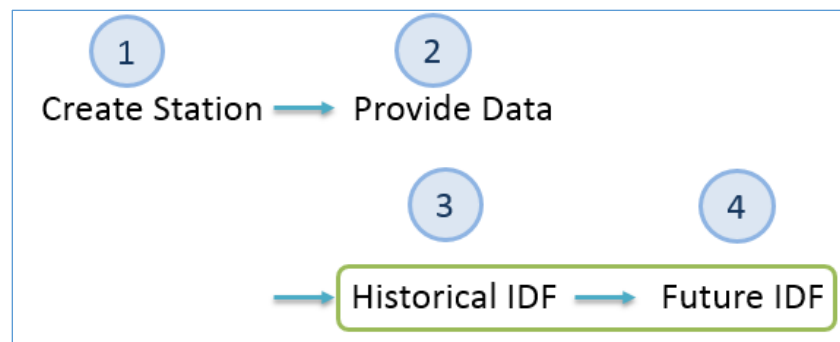 1 2
Create Station Provide Data
3 4
Historical IDF Future IDF